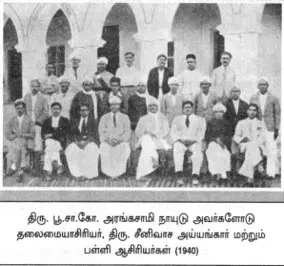 திரு. பூ.சா.கோ. அரங்கசாமி நாயுடு அவர்களோடு
தலைமையாசிரியர், திரு. சீனிவாச அய்யங்கார் மற்றும்
பள்ளி ஆசிரியர்கள் (1940)